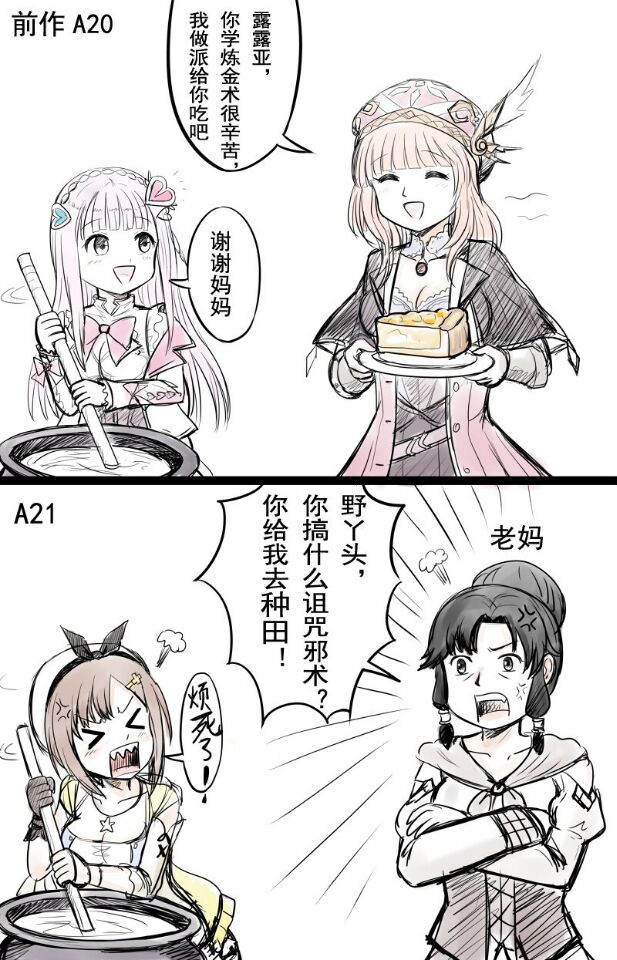 前作 A20
露露亚，
你学炼金术很辛苦，
我做派给你吃吧
谢谢妈妈
A21
野丫头，
你搞什么诅咒邪术？
你给我去种田！
老妈
烦死了！